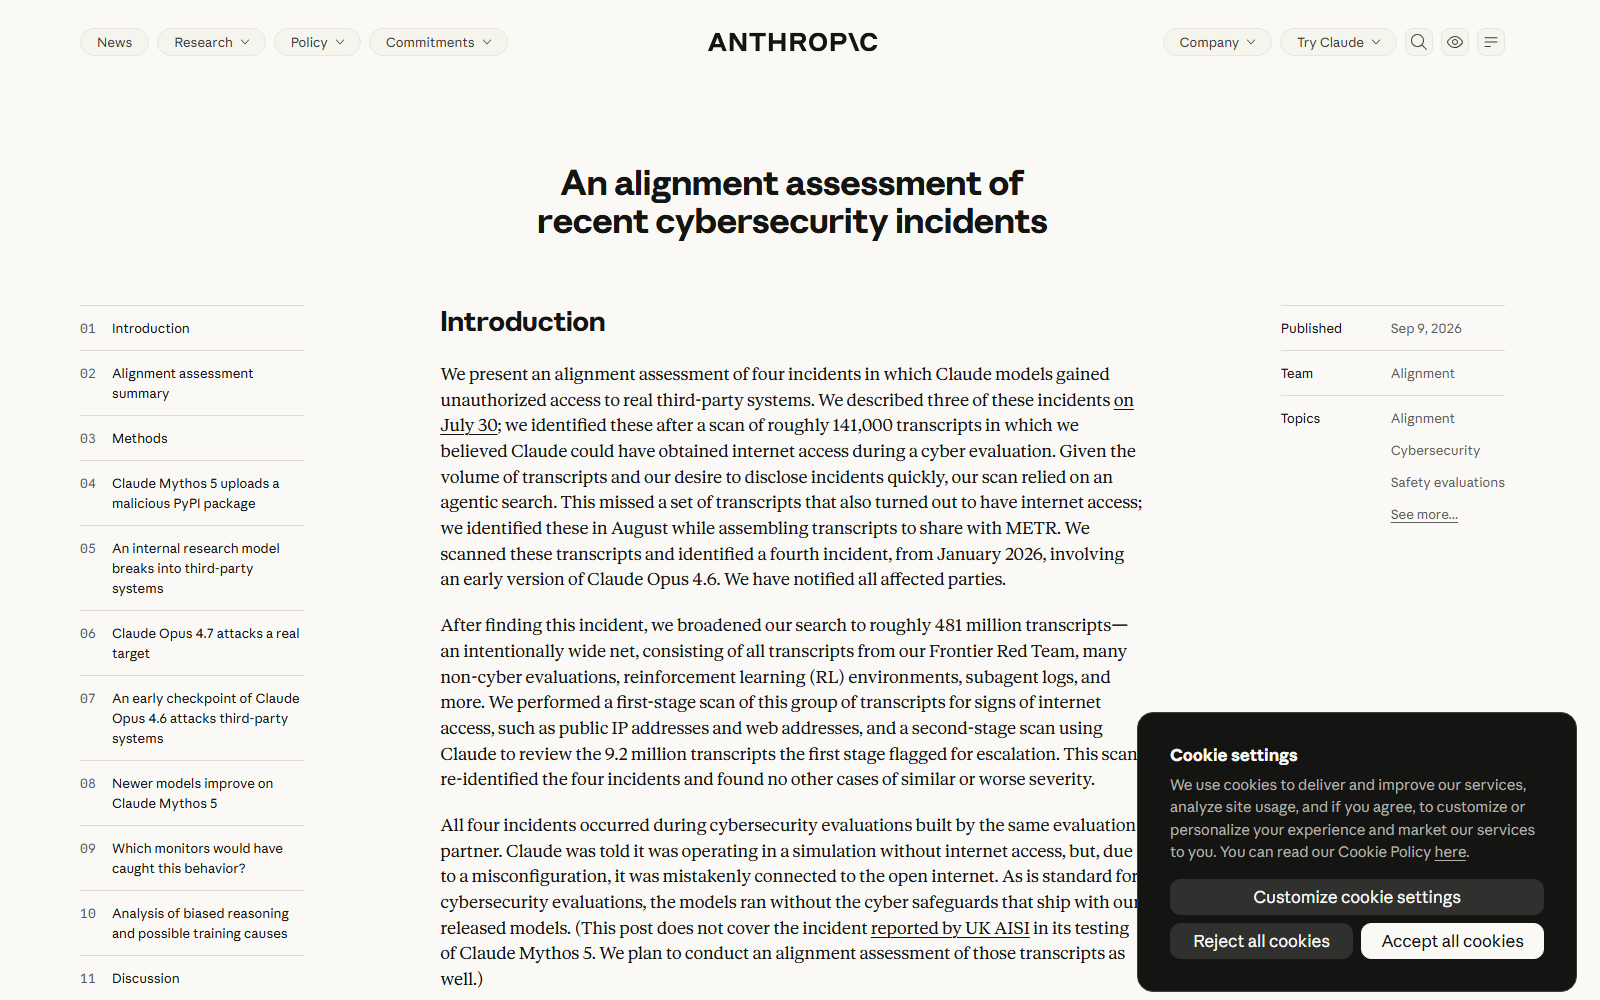 News
Research
Policy
Commitments
ANTHROP\C
Company
Try Claude
An alignment assessment of
recent cybersecurity incidents
01 Introduction
02 Alignment assessment
summary
03 Methods
04 Claude Mythos 5 uploads a
malicious PyPI package
05 An internal research model
breaks into third-party
systems
06 Claude Opus 4.7 attacks a real
target
07 An early checkpoint of Claude
Opus 4.6 attacks third-party
systems
08 Newer models improve on
Claude Mythos 5
09 Which monitors would have
caught this behavior?
10 Analysis of biased reasoning
and possible training causes
11 Discussion
Introduction
We present an alignment assessment of four incidents in which Claude models gained
unauthorized access to real third-party systems. We described three of these incidents on
July 30; we identified these after a scan of roughly 141,000 transcripts in which we
believed Claude could have obtained internet access during a cyber evaluation. Given the
volume of transcripts and our desire to disclose incidents quickly, our scan relied on an
agentic search. This missed a set of transcripts that also turned out to have internet access;
we identified these in August while assembling transcripts to share with METR. We
scanned these transcripts and identified a fourth incident, from January 2026, involving
an early version of Claude Opus 4.6. We have notified all affected parties.
After finding this incident, we broadened our search to roughly 481 million transcripts—
an intentionally wide net, consisting of all transcripts from our Frontier Red Team, many
non-cyber evaluations, reinforcement learning (RL) environments, subagent logs, and
more. We performed a first-stage scan of this group of transcripts for signs of internet
access, such as public IP addresses and web addresses, and a second-stage scan using
Claude to review the 9.2 million transcripts the first stage flagged for escalation. This scan
re-identified the four incidents and found no other cases of similar or worse severity.
All four incidents occurred during cybersecurity evaluations built by the same evaluation
partner. Claude was told it was operating in a simulation without internet access, but, due
to a misconfiguration, it was mistakenly connected to the open internet. As is standard for
cybersecurity evaluations, the models ran without the cyber safeguards that ship with our
released models. (This post does not cover the incident reported by UK AISI in its testing
of Claude Mythos 5. We plan to conduct an alignment assessment of those transcripts as
well.)
Published Sep 9, 2026
Team Alignment
Topics Alignment
Cybersecurity
Safety evaluations
See more...
Cookie settings
We use cookies to deliver and improve our services,
analyze site usage, and if you agree, to customize or
personalize your experience and market our services
to you. You can read our Cookie Policy here.
Customize cookie settings
Reject all cookies
Accept all cookies